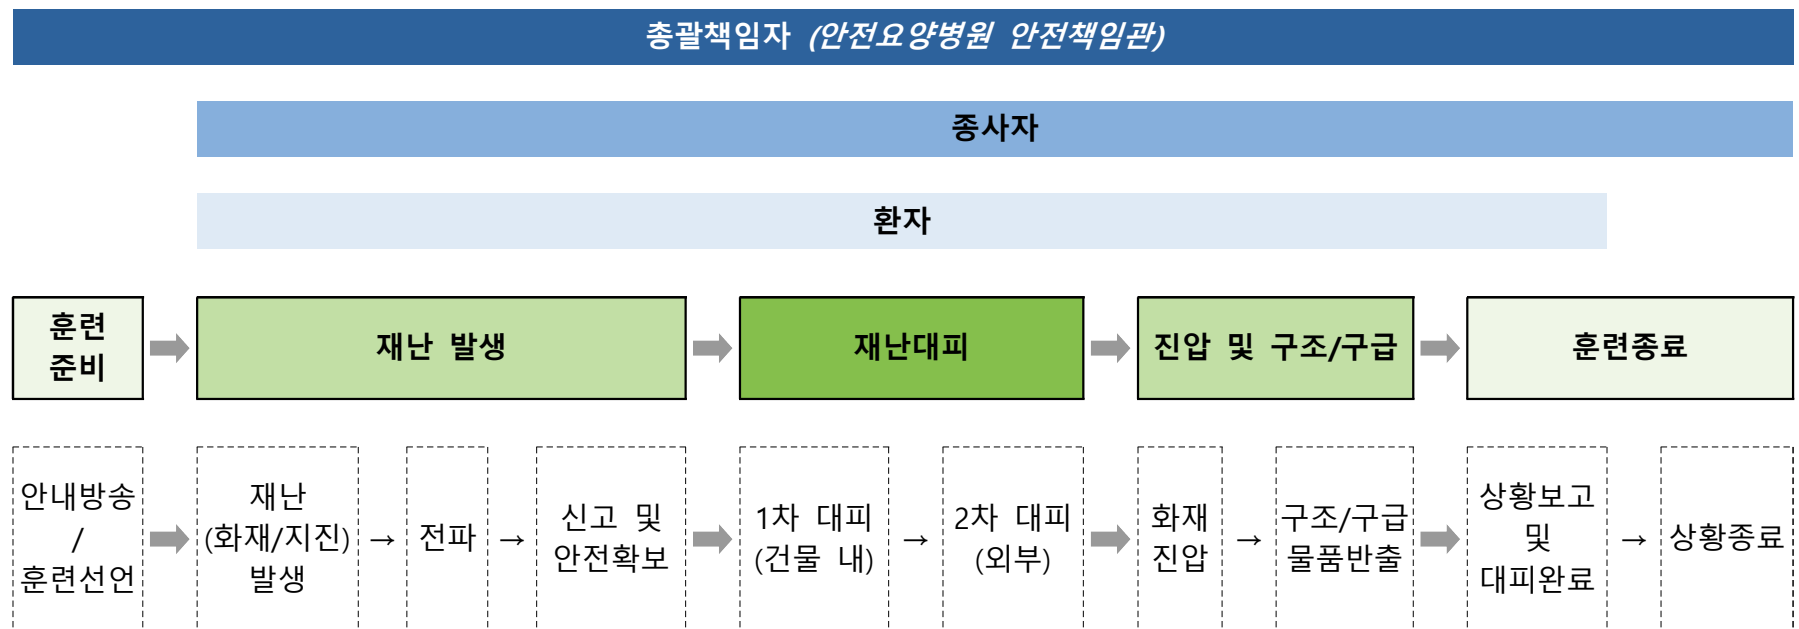 총괄책임자 (안전요양병원 안전책임관)
종사자
환자
훈련
준비
재난 발생
재난대피
진압 및 구조/구급
훈련종료
안내방송
/
훈련선언
재난
(화재/지진)
발생
→
전파
→
신고 및
안전확보
1차 대피
(건물 내)
→
2차 대피
(외부)
화재
진압
→
구조/구급
물품반출
상황보고
및
대피완료
→
상황종료